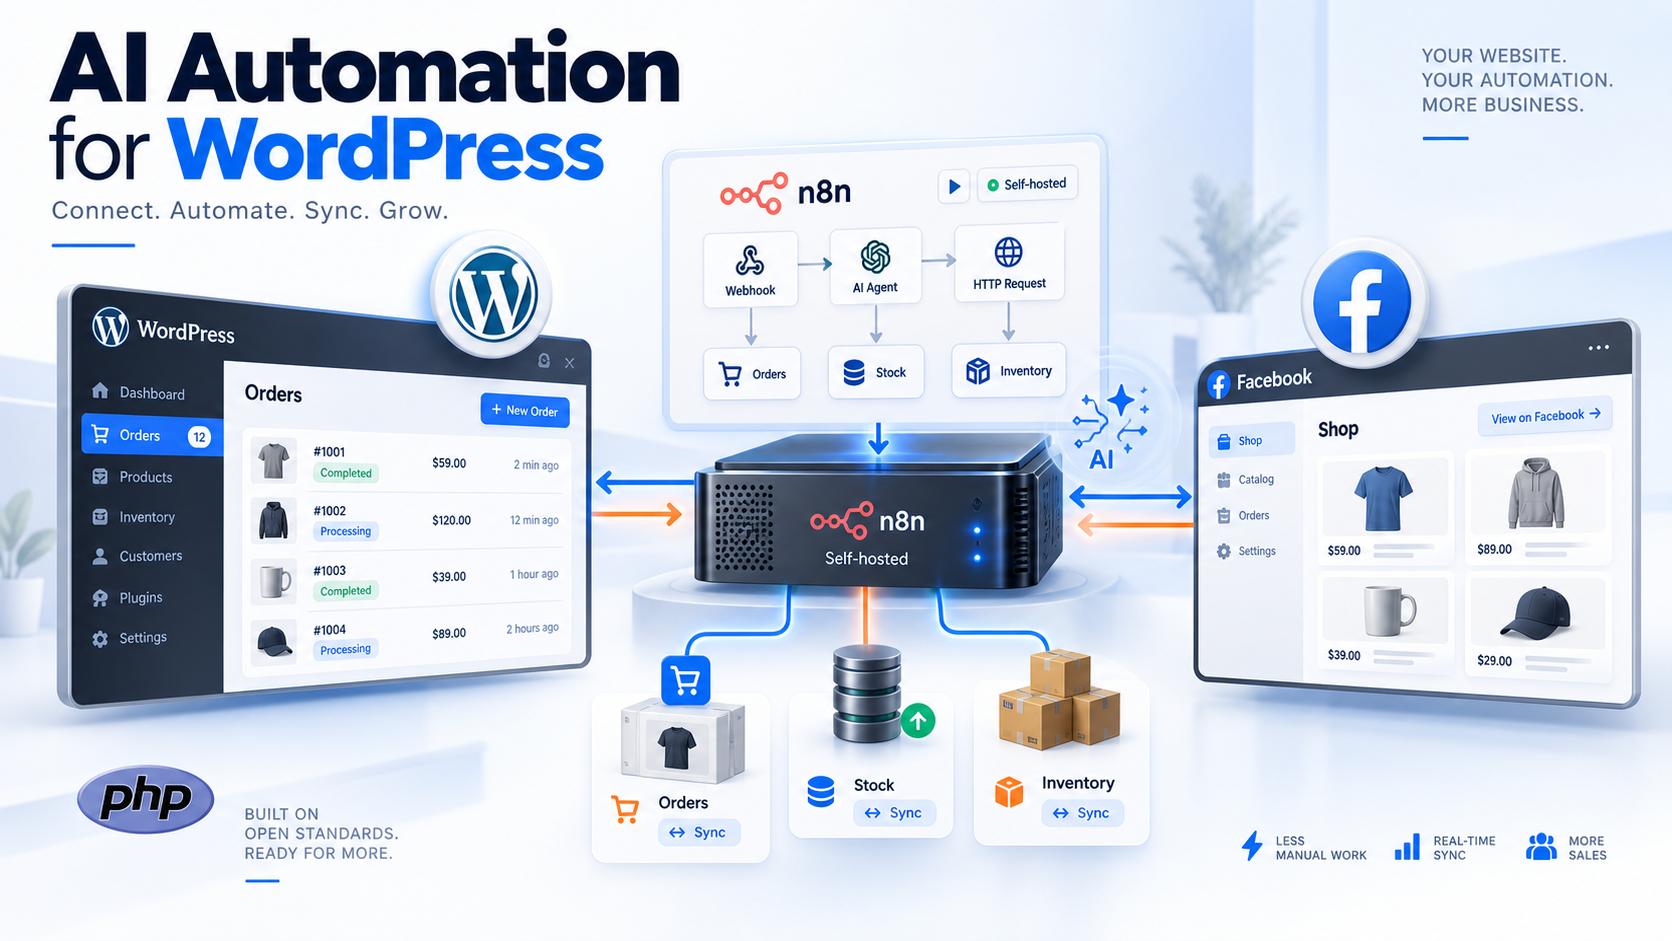 AI Automation
for WordPress
Connect. Automate. Sync. Grow.
YOUR WEBSITE.
YOUR AUTOMATION.
MORE BUSINESS.
WordPress
Dashboard
Orders 12
Products
Inventory
Customers
Plugins
Settings
Orders
+ New Order
#1001
Completed
$59.00
2 min ago
#1002
Processing
$120.00
12 min ago
#1003
Completed
$39.00
1 hour ago
#1004
Processing
$89.00
2 hours ago
n8n
Self-hosted
Webhook
AI Agent
HTTP Request
Orders
Stock
Inventory
AI
n8n
Self-hosted
Facebook
Shop
Catalog
Orders
Settings
Shop
View on Facebook →
$59.00
$89.00
$39.00
$29.00
Orders
Sync
Stock
Sync
Inventory
Sync
php
BUILT ON
OPEN STANDARDS.
READY FOR MORE.
LESS
MANUAL WORK
REAL-TIME
SYNC
MORE
SALES